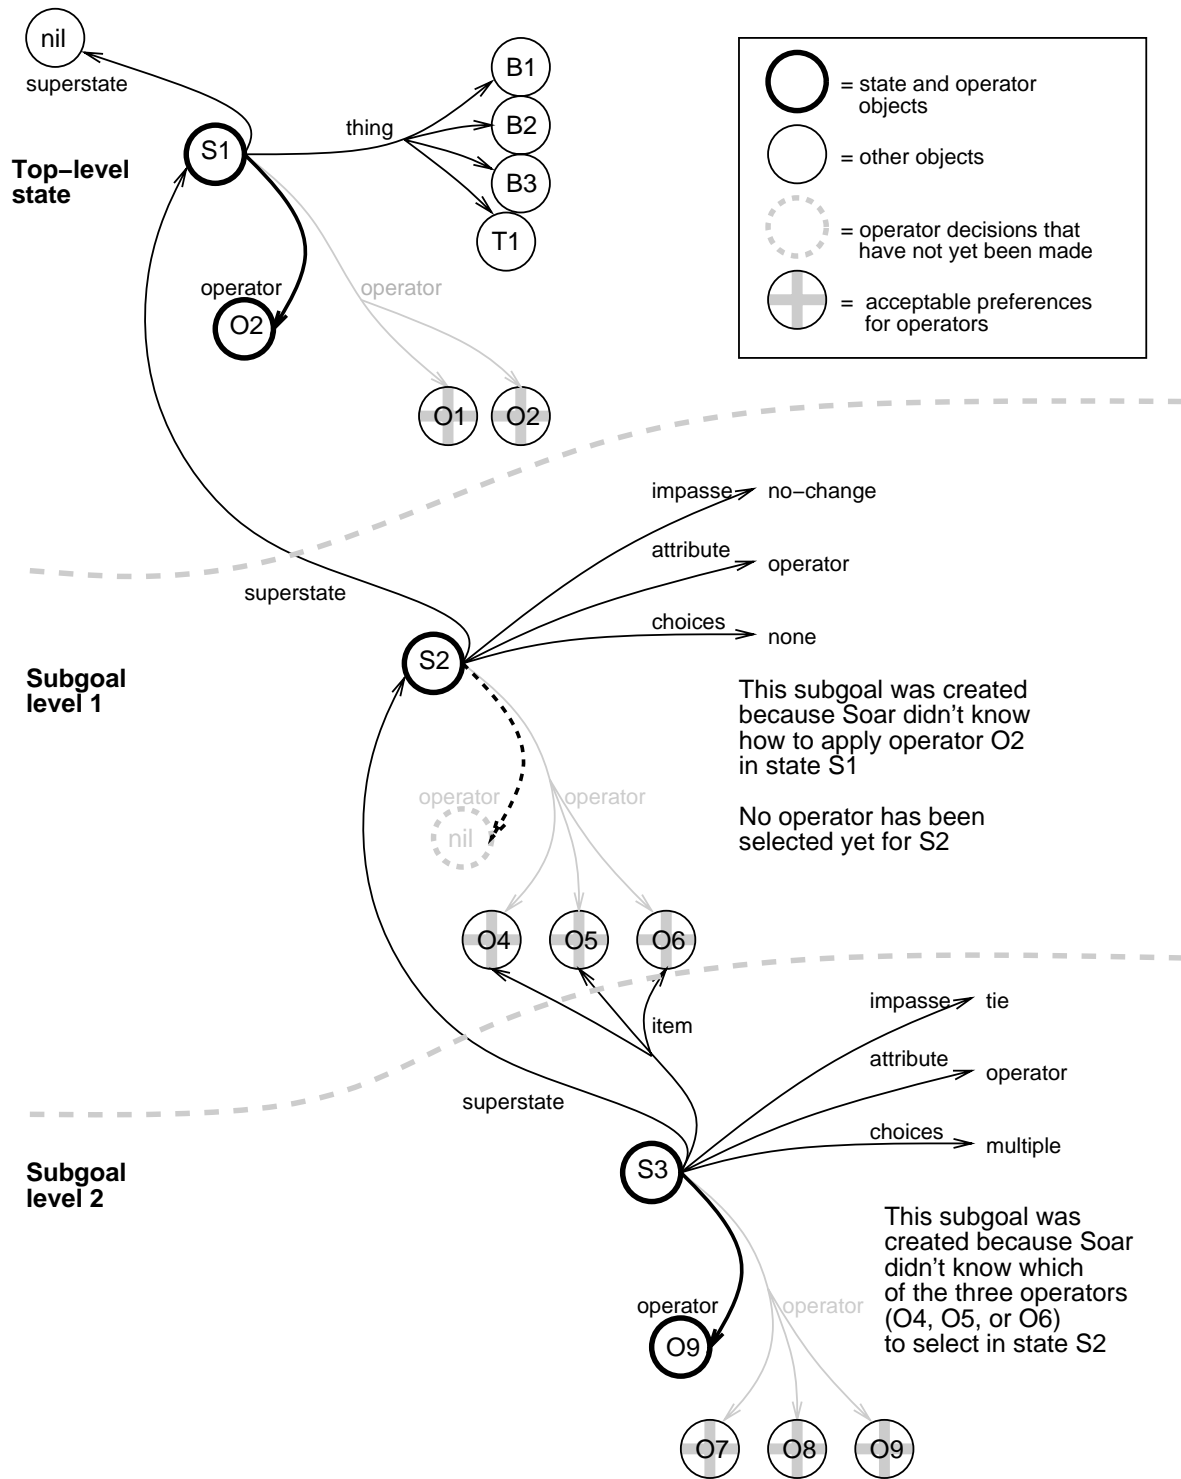 nil
superstate
Top−level
state
S1
thing
B1
B2
B3
T1
operator
O2
operator
O1
O2
= state and operator
objects
= other objects
= operator decisions that
have not yet been made
= acceptable preferences
for operators
superstate
Subgoal
level 1
S2
impasse
no−change
attribute
operator
choices
none
This subgoal was created
because Soar didn't know
how to apply operator O2
in state S1
No operator has been
selected yet for S2
operator
nil
operator
O4
O5
O6
item
superstate
Subgoal
level 2
S3
impasse
tie
attribute
operator
choices
multiple
This subgoal was
created because Soar
didn't know which
of the three operators
(O4, O5, or O6)
to select in state S2
operator
O9
operator
O7
O8
O9